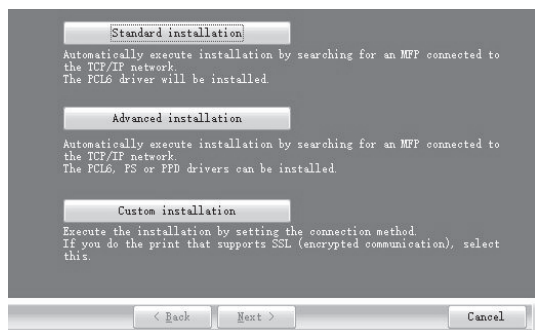 Standard installation
Automatically execute installation by searching for an MFP connected to
the TCP/IP network.
The PCL6 driver will be installed.
Advanced installation
Automatically execute installation by searching for an MFP connected to
the TCP/IP network.
The PCL6, PS or PPD drivers can be installed.
Custom installation
Execute the installation by setting the connection method.
If you do the print that supports SSL (encrypted communication), select
this.
< Back Next > Cancel